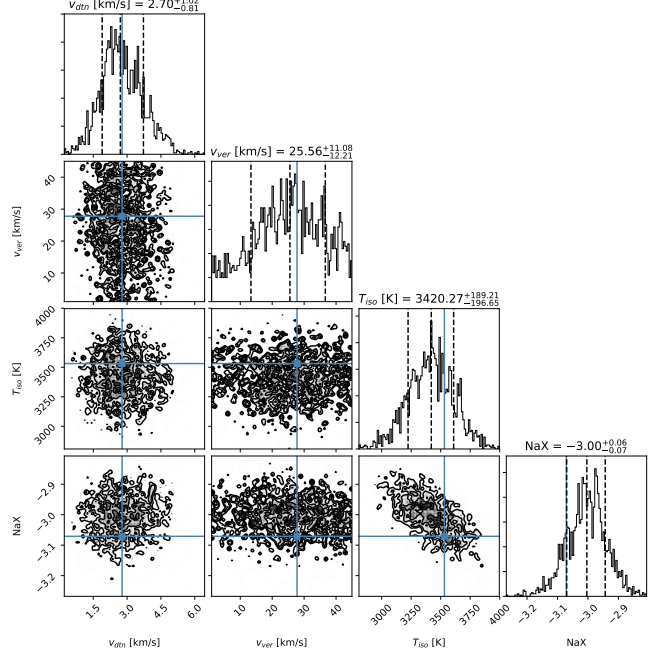 v_dtn [km/s] = 2.70^{+1.02}_{-0.81}
v_ver [km/s] = 25.56^{+11.08}_{-12.21}
40
30
20
10
v_ver [km/s]
T_iso [K] = 3420.27^{+189.21}_{-196.65}
4000
3750
3500
3250
3000
T_iso [K]
NaX = −3.00^{+0.06}_{-0.07}
−2.9
−3.0
−3.1
−3.2
NaX
1.5 3.0 4.5 6.0
10 20 30 40
3000 3250 3500 3750 4000
−3.2 −3.1 −3.0 −2.9
v_dtn [km/s] v_ver [km/s] T_iso [K] NaX